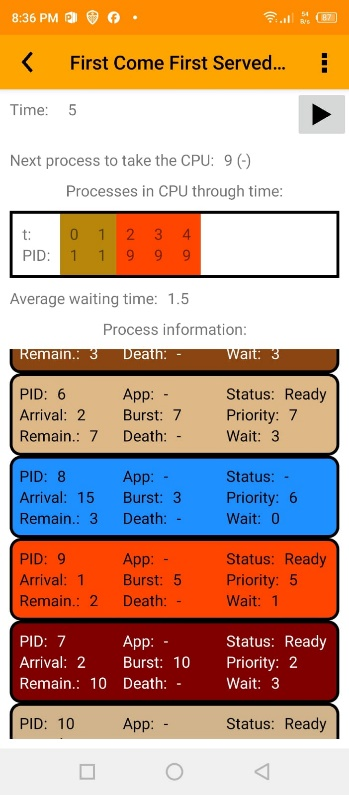 8:36 PM 54 B/s 87
First Come First Served...
Time: 5
Next process to take the CPU: 9 (-)
Processes in CPU through time:
t: 0 1 2 3 4
PID: 1 1 9 9 9
Average waiting time: 1.5
Process information:
Remain.: 3 Death: - Wait: 3
PID: 6 App: - Status: Ready
Arrival: 2 Burst: 7 Priority: 7
Remain.: 7 Death: - Wait: 3
PID: 8 App: - Status: -
Arrival: 15 Burst: 3 Priority: 6
Remain.: 3 Death: - Wait: 0
PID: 9 App: - Status: Ready
Arrival: 1 Burst: 5 Priority: 5
Remain.: 2 Death: - Wait: 1
PID: 7 App: - Status: Ready
Arrival: 2 Burst: 10 Priority: 2
Remain.: 10 Death: - Wait: 3
PID: 10 App: - Status: Ready